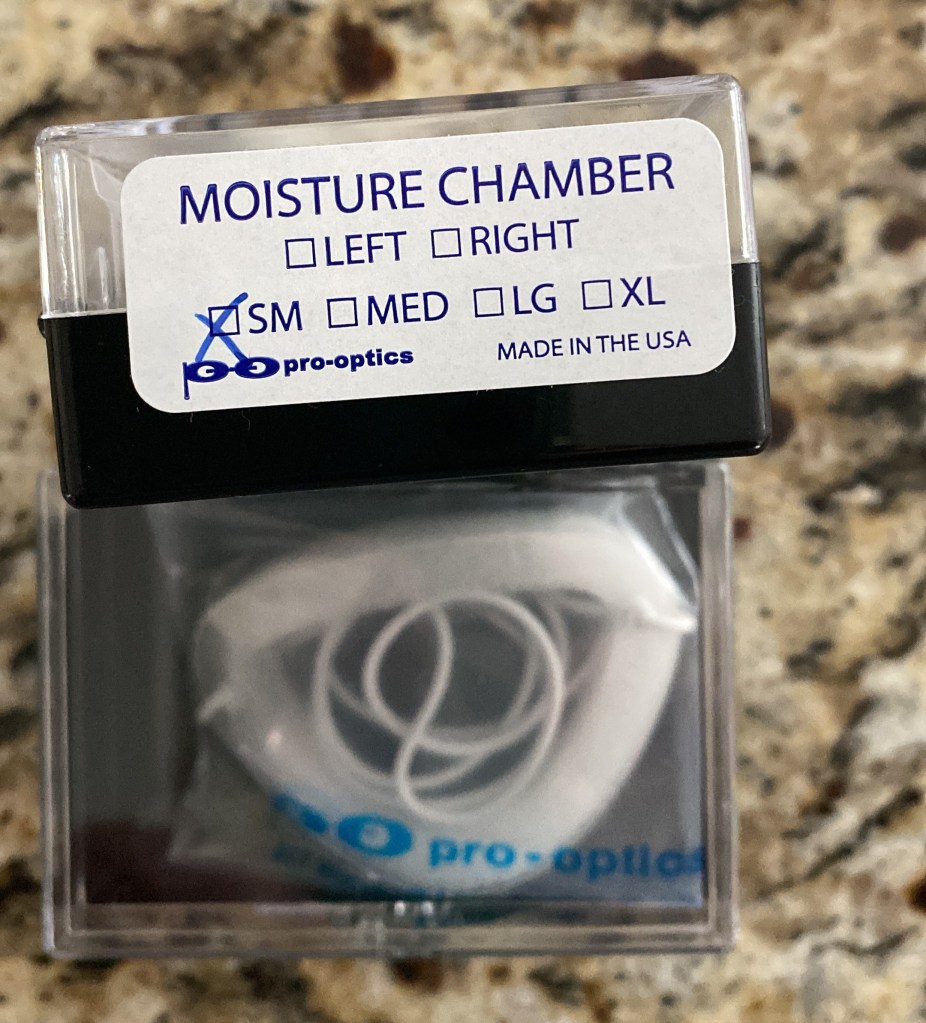 MOISTURE CHAMBER
☐ LEFT ☐ RIGHT
☒ SM ☐ MED ☐ LG ☐ XL
pro-optics MADE IN THE USA
pro-optics